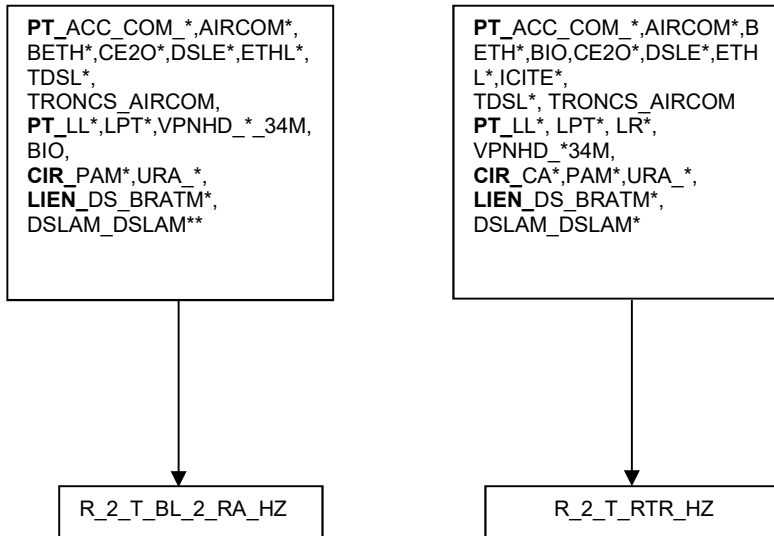 PT_ACC_COM_*,AIRCOM*,
BETH*,CE2O*,DSLE*,ETHL*,
TDSL*,
TRONCS_AIRCOM,
PT_LL*,LPT*,VPNHD_*_34M,
BIO,
CIR_PAM*,URA_*,
LIEN_DS_BRATM*,
DSLAM_DSLAM**
R_2_T_BL_2_RA_HZ
PT_ACC_COM_*,AIRCOM*,B
ETH*,BIO,CE2O*,DSLE*,ETH
L*,ICITE*,
TDSL*, TRONCS_AIRCOM
PT_LL*, LPT*, LR*,
VPNHD_*34M,
CIR_CA*,PAM*,URA_*,
LIEN_DS_BRATM*,
DSLAM_DSLAM*
R_2_T_RTR_HZ